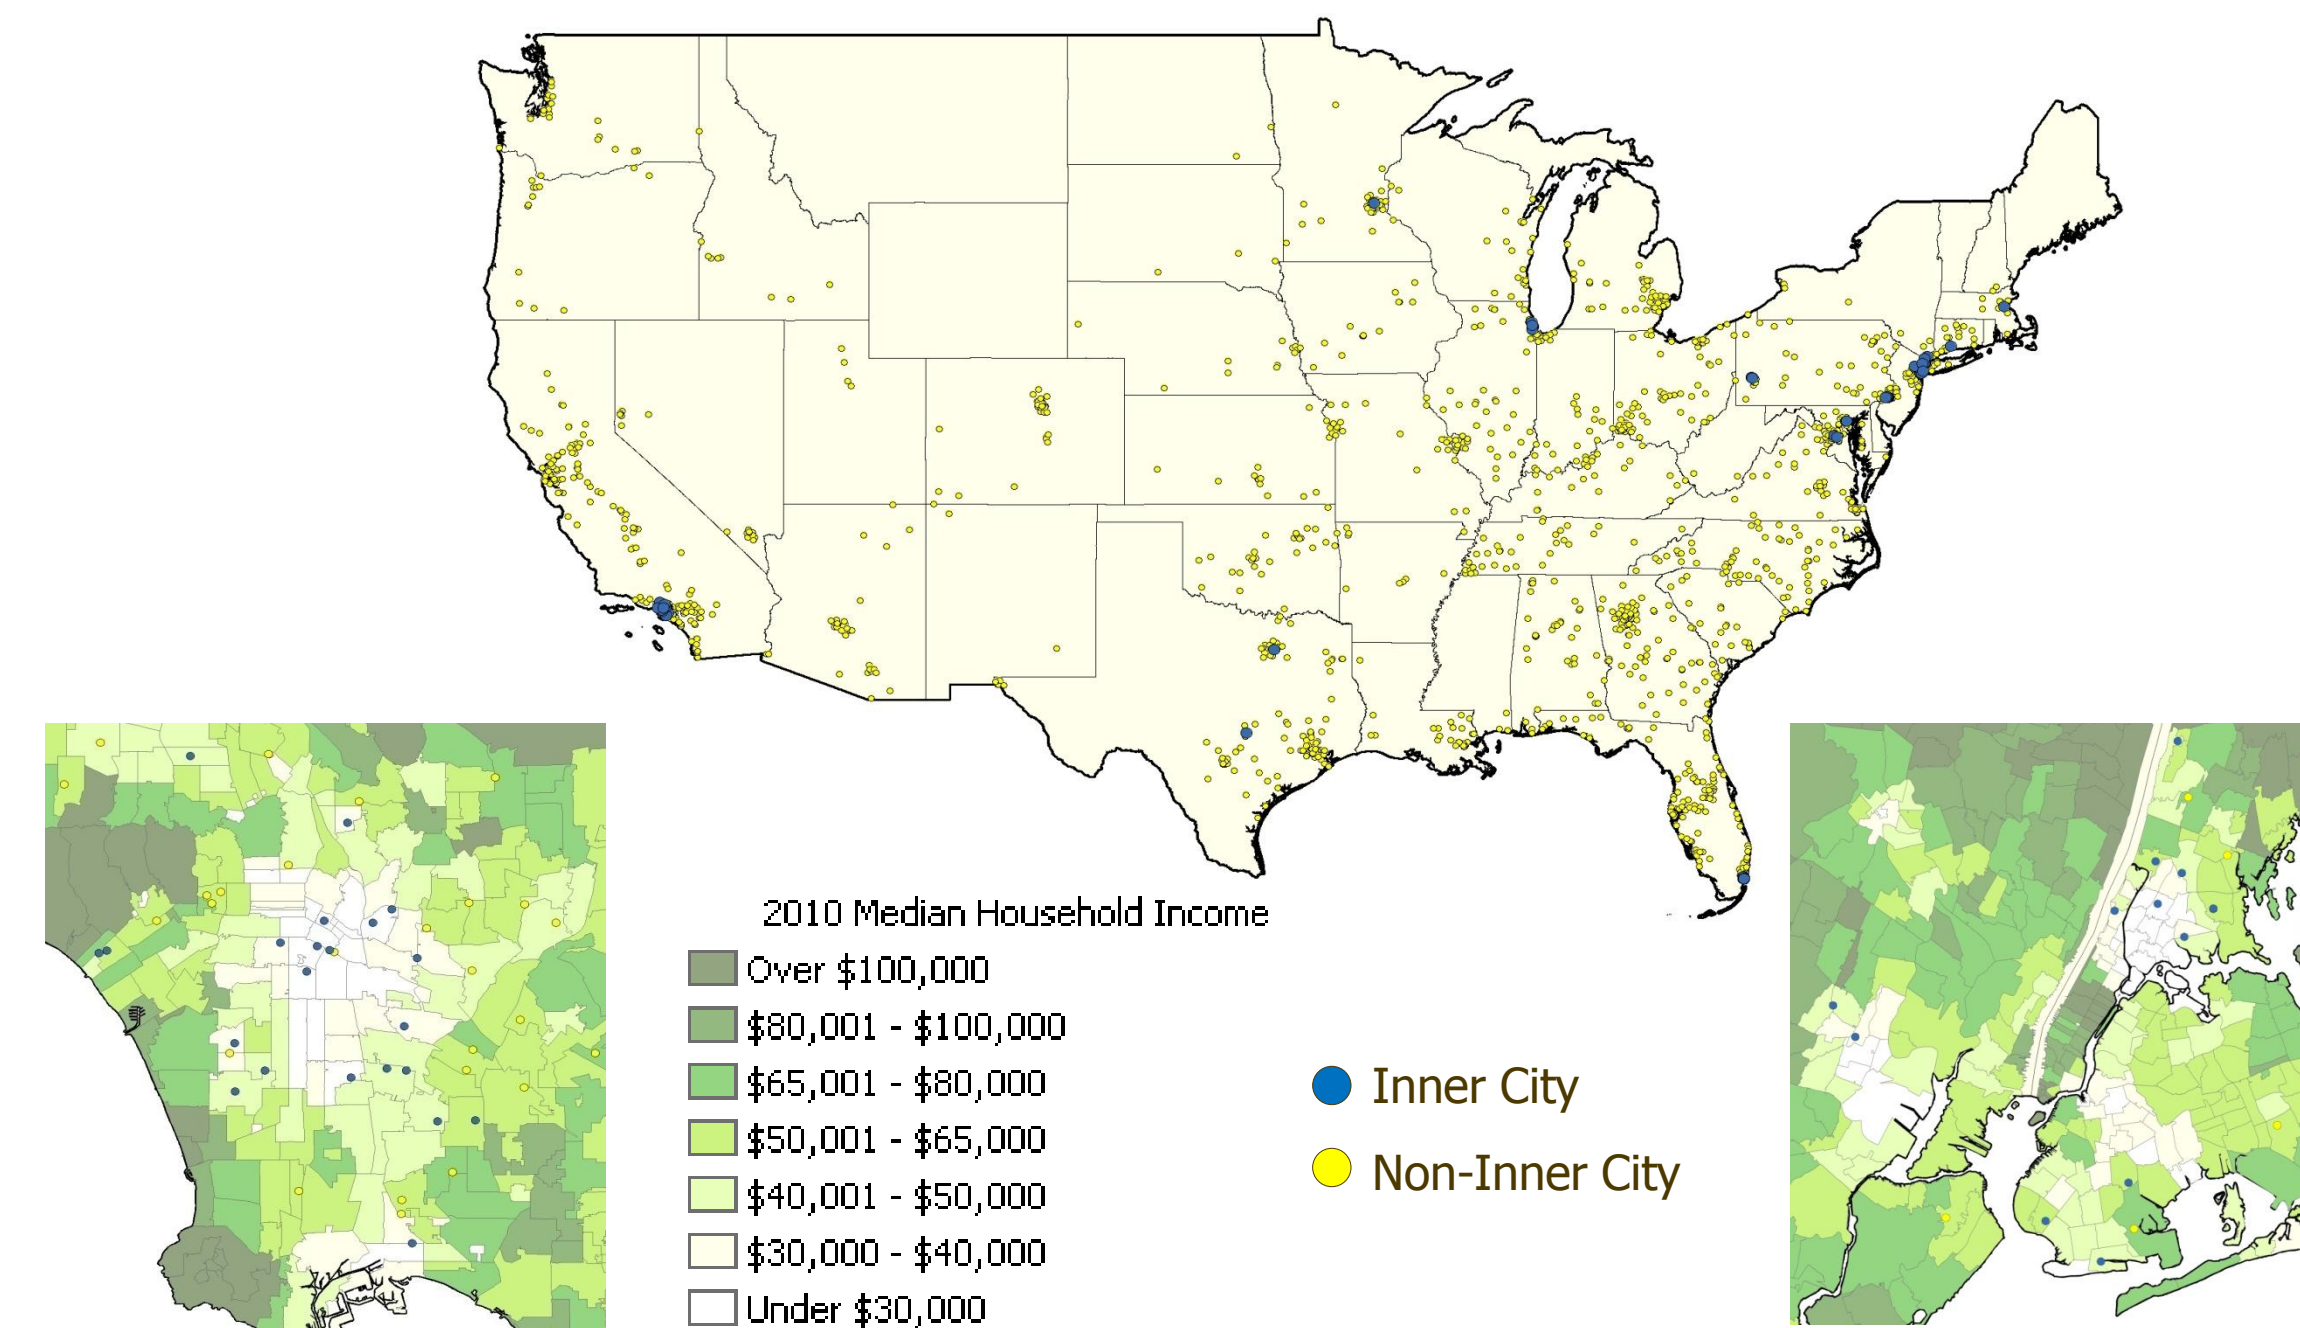 2010 Median Household Income
Over $100,000
$80,001 - $100,000
$65,001 - $80,000
$50,001 - $65,000
$40,001 - $50,000
$30,000 - $40,000
Under $30,000
Inner City
Non-Inner City